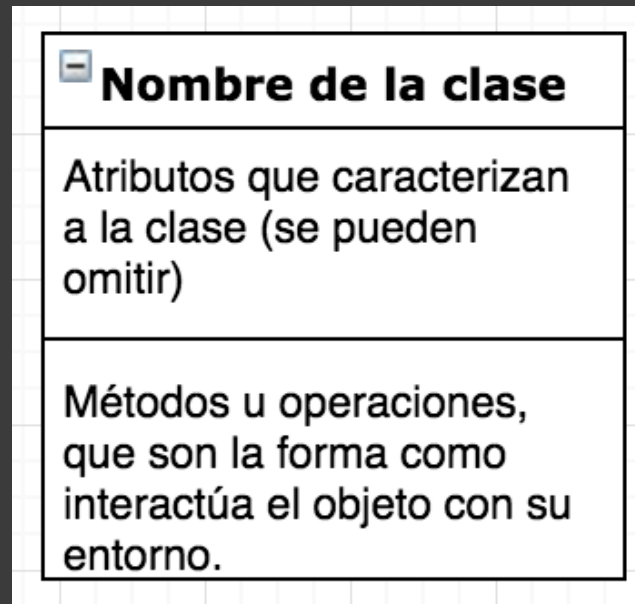 Nombre de la clase
Atributos que caracterizan
a la clase (se pueden
omitir)
Métodos u operaciones,
que son la forma como
interactúa el objeto con su
entorno.